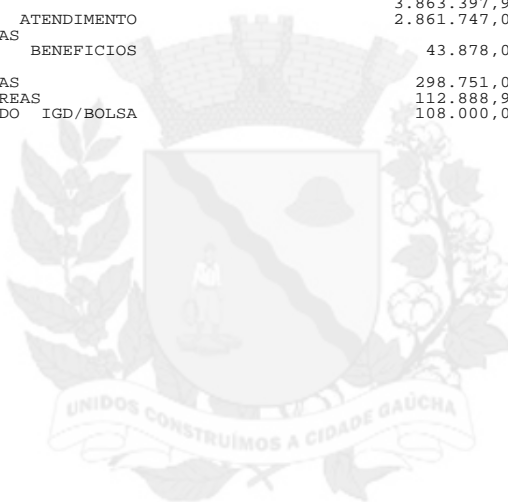 3.863.397,9
ATENDIMENTO 2.861.747,0
AS
BENEFICIOS 43.878,0
AS 298.751,0
REAS 112.888,9
DO IGD/BOLSA 108.000,0
UNIDOS CONSTRUÍMOS A CIDADE GAÚCHA